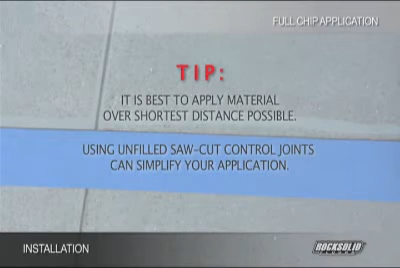 FULL CHIP APPLICATION
TIP:
IT IS BEST TO APPLY MATERIAL
OVER SHORTEST DISTANCE POSSIBLE.
USING UNFILLED SAW-CUT CONTROL JOINTS
CAN SIMPLIFY YOUR APPLICATION.
INSTALLATION
ROCKSOLID